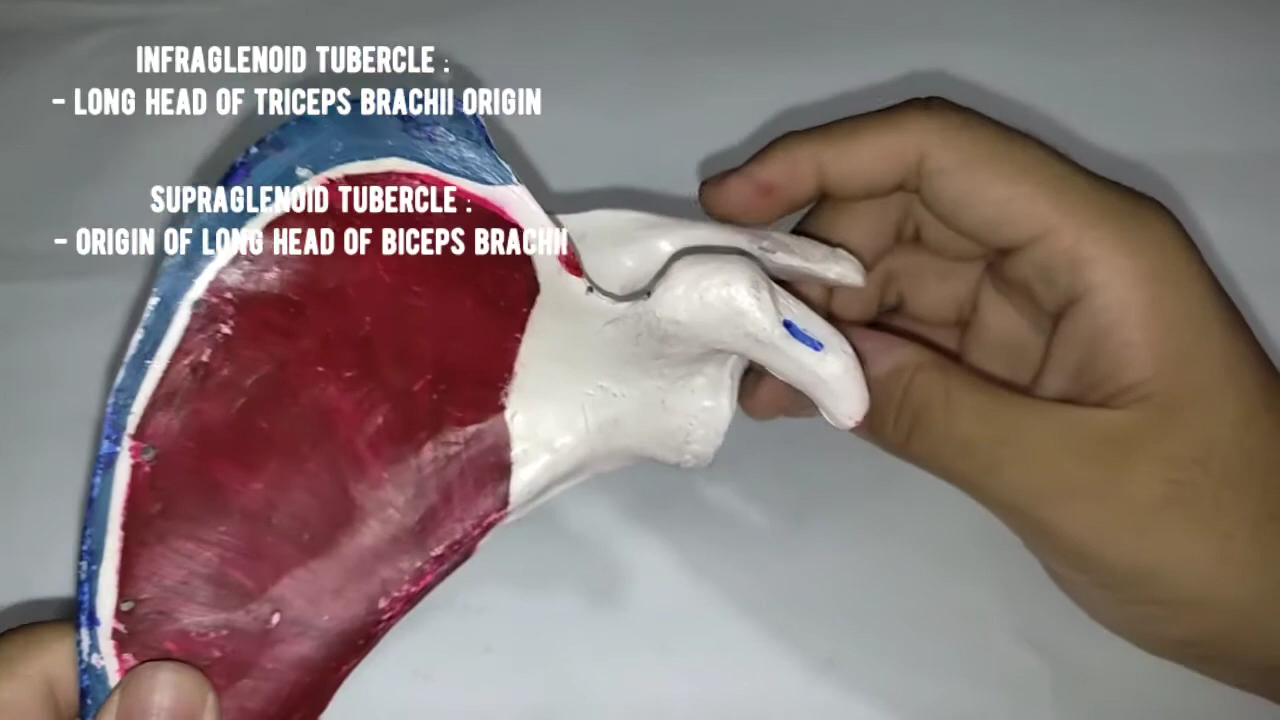 INFRAGLENOID TUBERCLE :
- LONG HEAD OF TRICEPS BRACHII ORIGIN
SUPRAGLENOID TUBERCLE :
- ORIGIN OF LONG HEAD OF BICEPS BRACHII